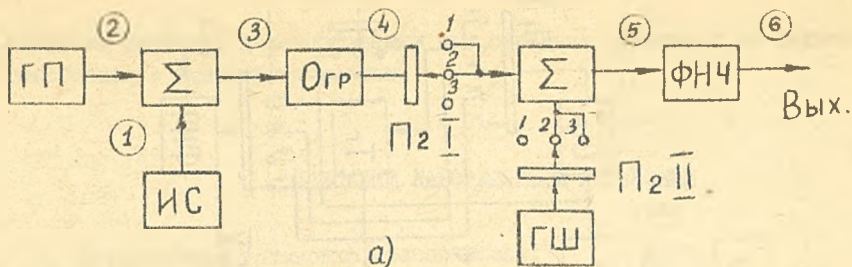 2 3 4 1 5 6
ГП Σ Огр 2 Σ ФНЧ
3 Вых.
П2 I
1 1 2 3
ИС П2 II
ГШ
а)